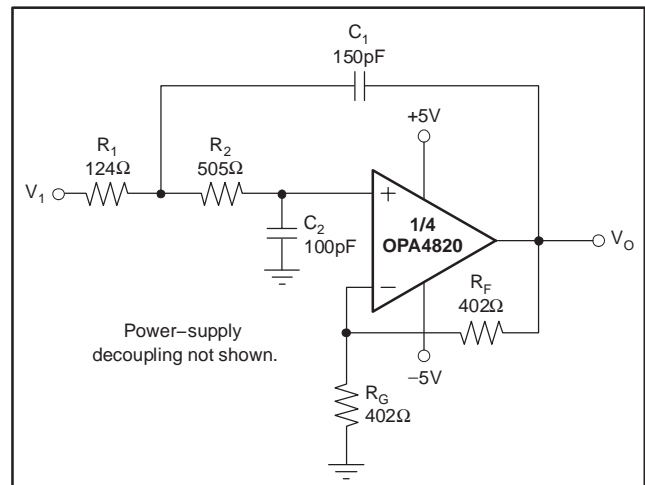 C1
150pF
+5V
R1
124Ω
R2
505Ω
V1
+
1/4
OPA4820
VO
C2
100pF
−
RF
402Ω
Power−supply
decoupling not shown.
−5V
RG
402Ω